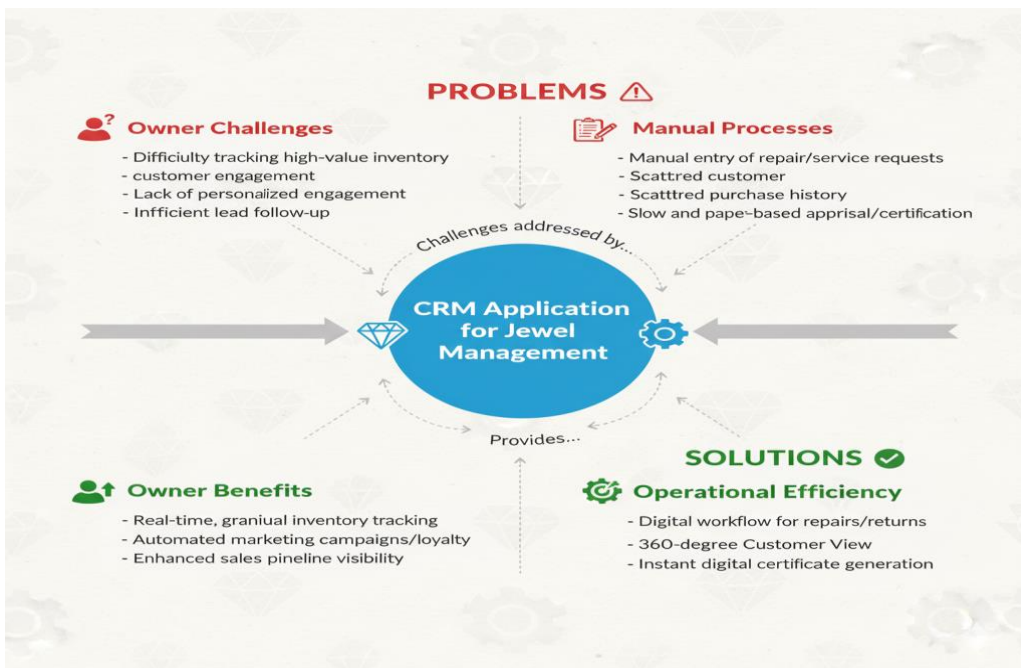 PROBLEMS
Owner Challenges
- Difficiulty tracking high-value inventory
- customer engagement
- Lack of personalized engagement
- Infficient lead follow-up
Manual Processes
- Manual entry of repair/service requests
- Scattred customer
- Scatttred purchase history
- Slow and pape-based apprisal/certification
Challenges addressed by...
CRM Application
for Jewel
Management
Provides...
SOLUTIONS
Owner Benefits
- Real-time, graniual inventory tracking
- Automated marketing campaigns/loyalty
- Enhanced sales pineline visibility
Operational Efficiency
- Digital workflow for repairs/returns
- 360-degree Customer View
- Instant digital certificate generation